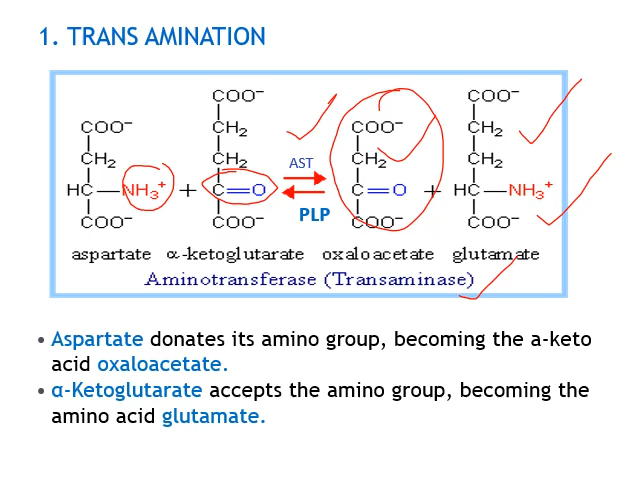 1. TRANS AMINATION
COO⁻ COO⁻
COO⁻ CH₂ COO⁻ CH₂
CH₂ CH₂ AST CH₂ CH₂
HC—NH₃⁺ + C=O C=O + HC—NH₃⁺
COO⁻ COO⁻ PLP COO⁻ COO⁻
aspartate α-ketoglutarate oxaloacetate glutamate
Aminotransferase (Transaminase)
• Aspartate donates its amino group, becoming the a-keto
acid oxaloacetate.
• α-Ketoglutarate accepts the amino group, becoming the
amino acid glutamate.